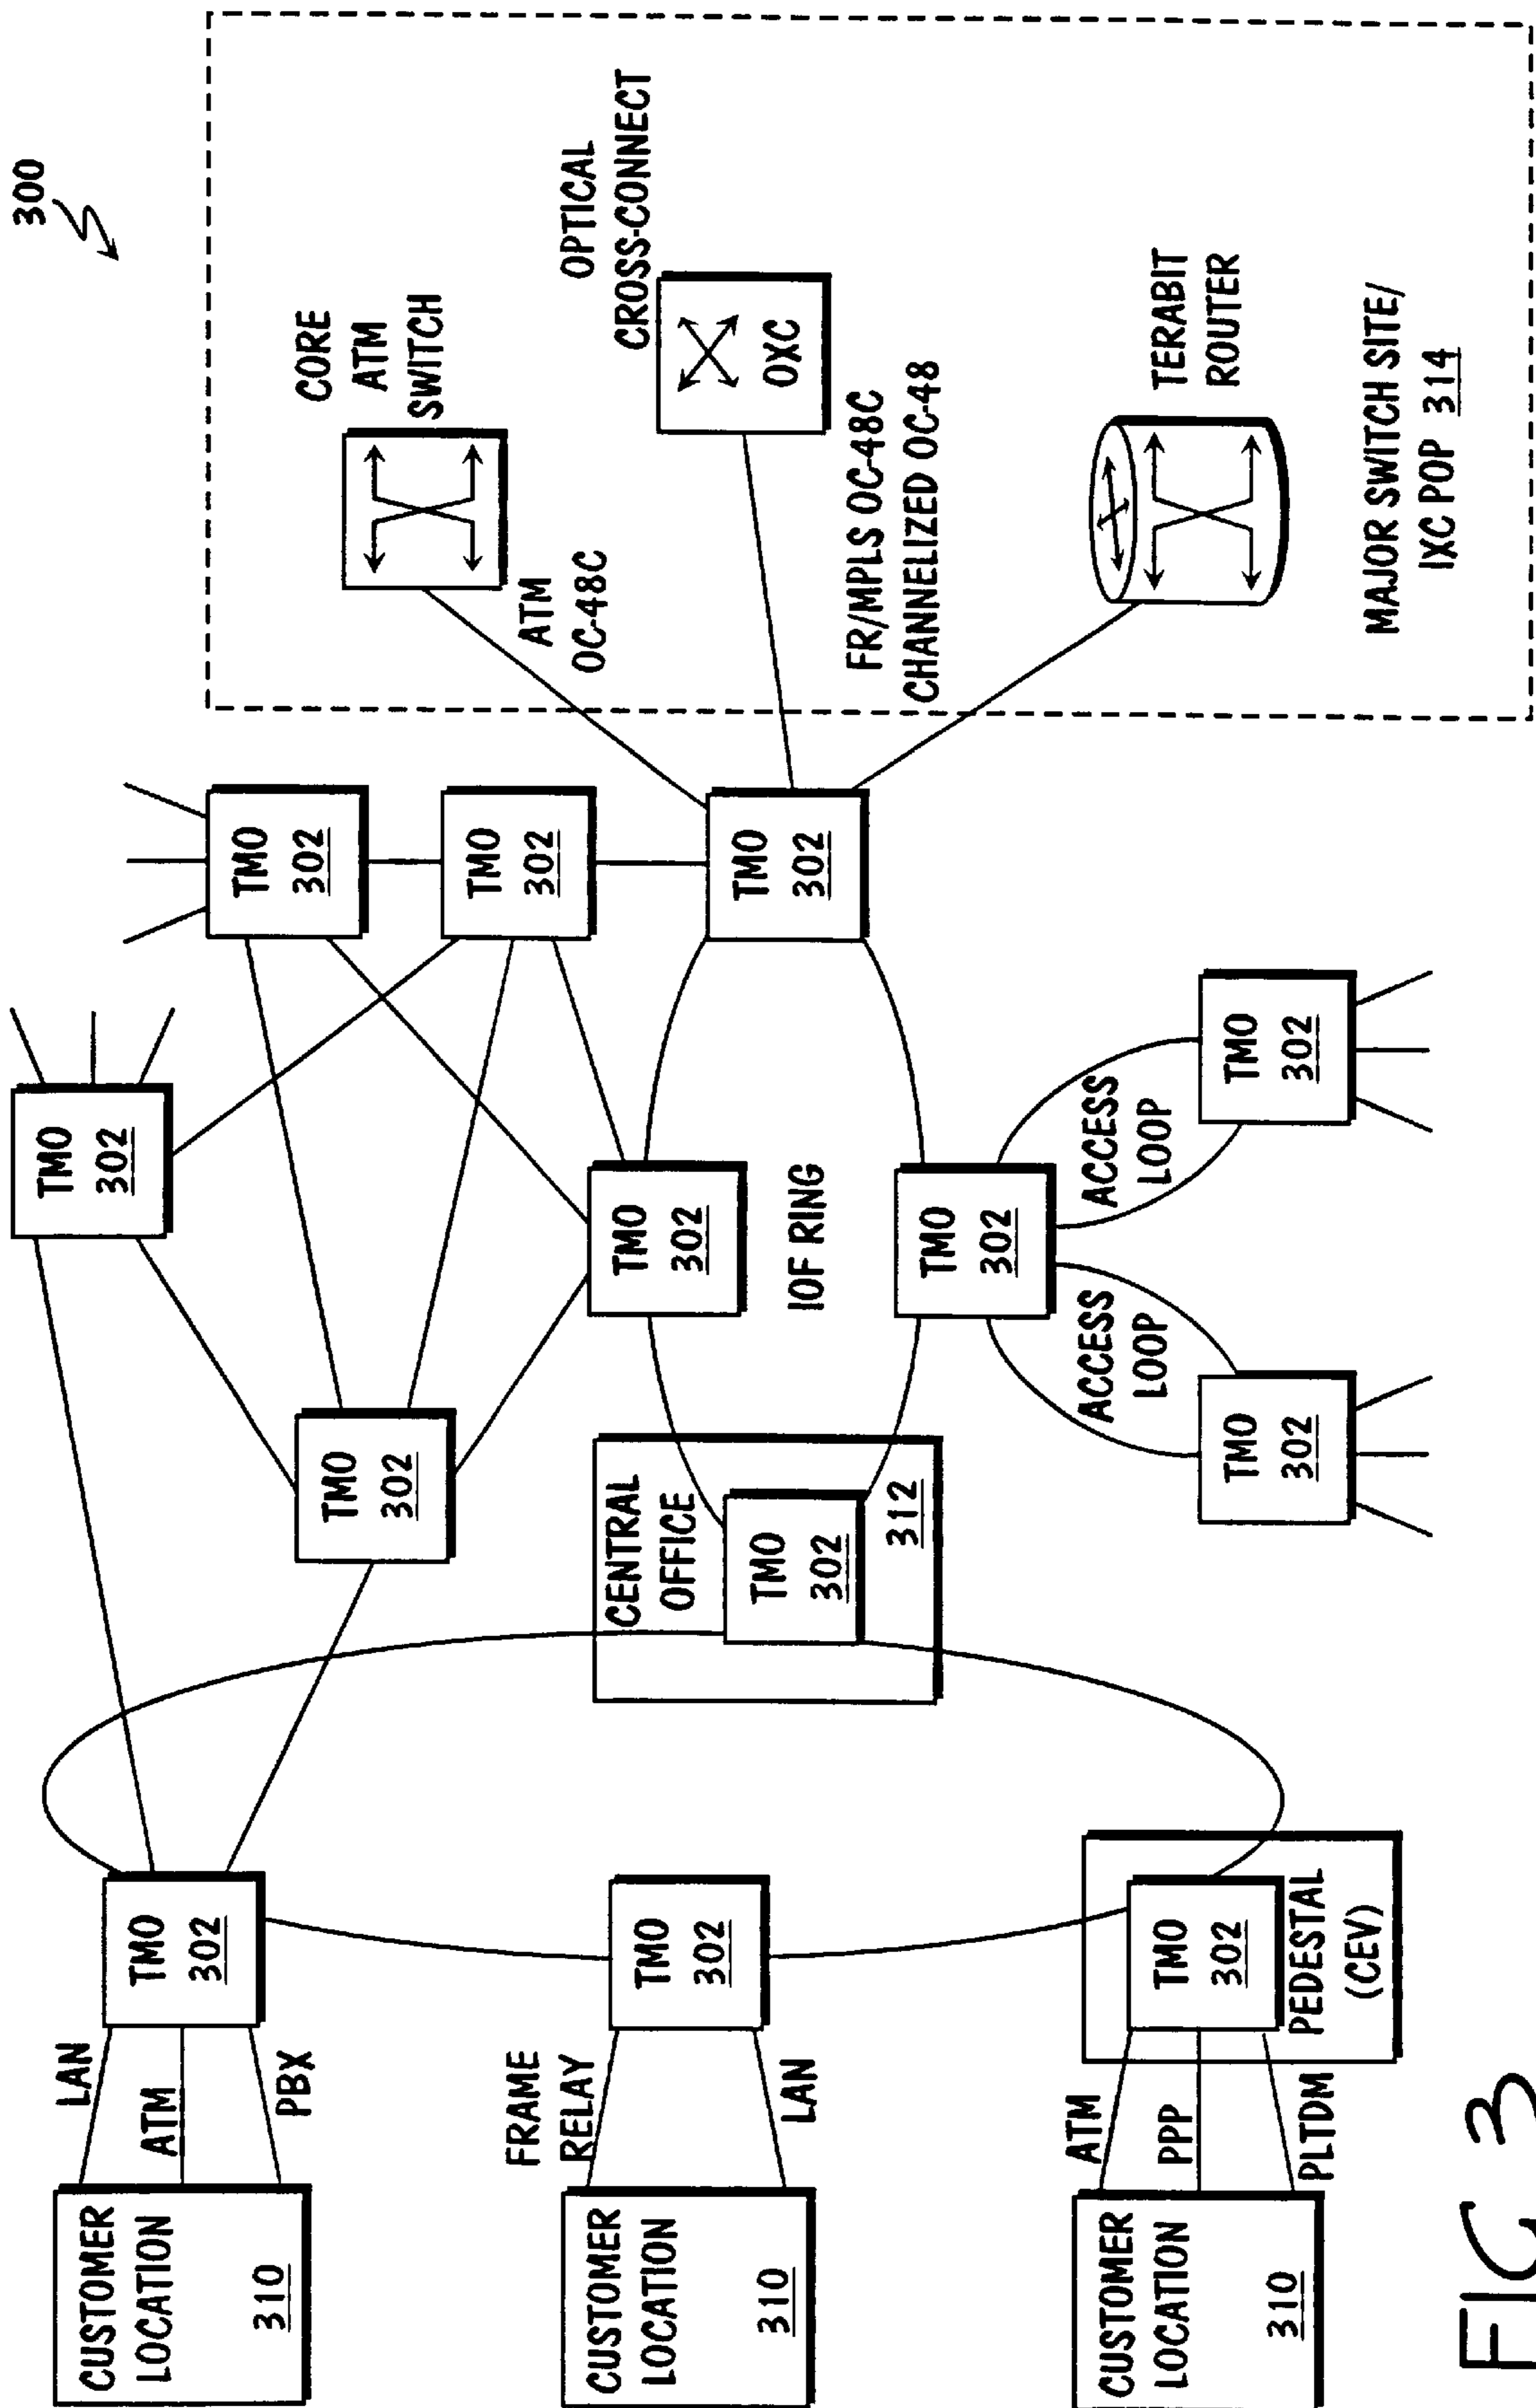 300
CUSTOMER
LOCATION
310
LAN
ATM
PBX
TMO
302
CUSTOMER
LOCATION
310
FRAME
RELAY
LAN
TMO
302
CUSTOMER
LOCATION
310
ATM
PPP
PLTDM
TMO
302
PEDESTAL
(CEV)
TMO
302
TMO
302
CENTRAL
OFFICE
TMO
302
312
TMO
302
IOF RING
TMO
302
ACCESS
LOOP
ACCESS
LOOP
TMO
302
TMO
302
TMO
302
TMO
302
TMO
302
CORE
ATM
SWITCH
ATM
OC-48C
OPTICAL
CROSS-CONNECT
OXC
FR/MPLS OC-48C
CHANNELIZED OC-48
TERABIT
ROUTER
MAJOR SWITCH SITE/
IXC POP 314
FIG 3